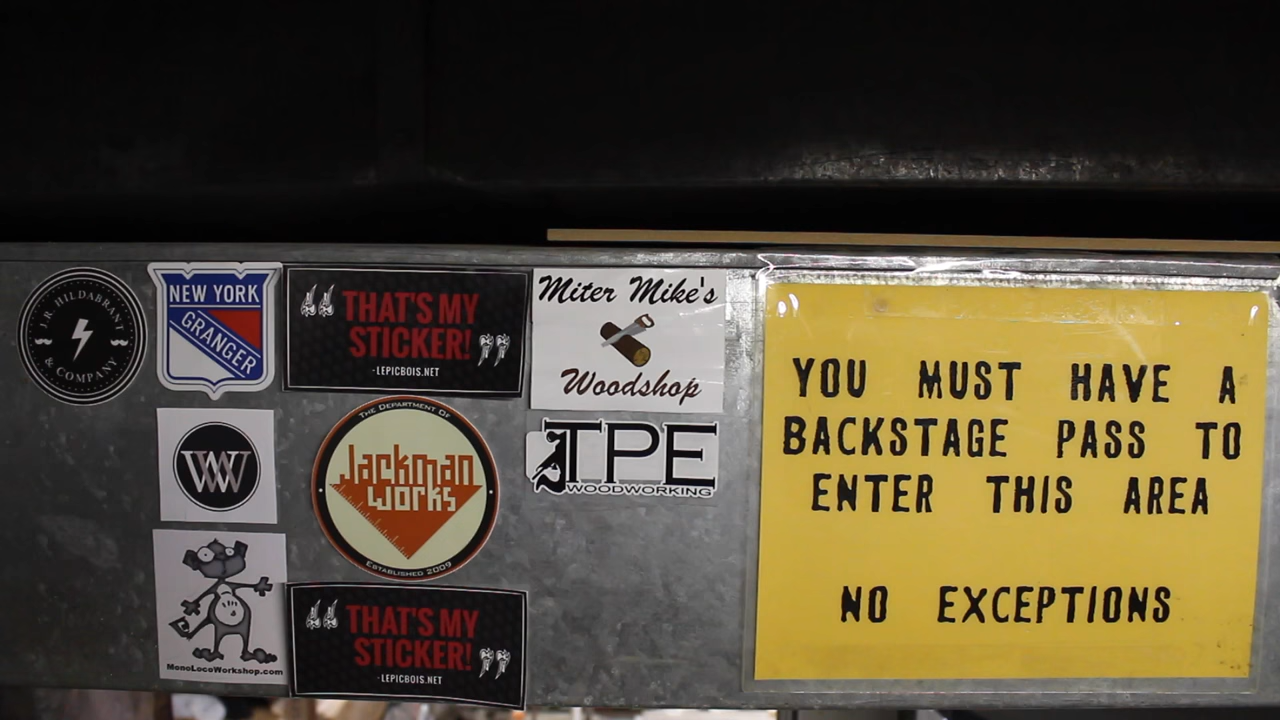 J.R. HILDABRANT
& COMPANY
NEW YORK
GRANGER
"THAT'S MY
STICKER!"
-LEPICBOIS.NET
Miter Mike's
Woodshop
W
THE DEPARTMENT OF
Jackman
works
ESTABLISHED 2009
TPE
WOODWORKING
MonoLocoWorkshop.com
"THAT'S MY
STICKER!"
-LEPICBOIS.NET
YOU MUST HAVE A
BACKSTAGE PASS TO
ENTER THIS AREA
NO EXCEPTIONS